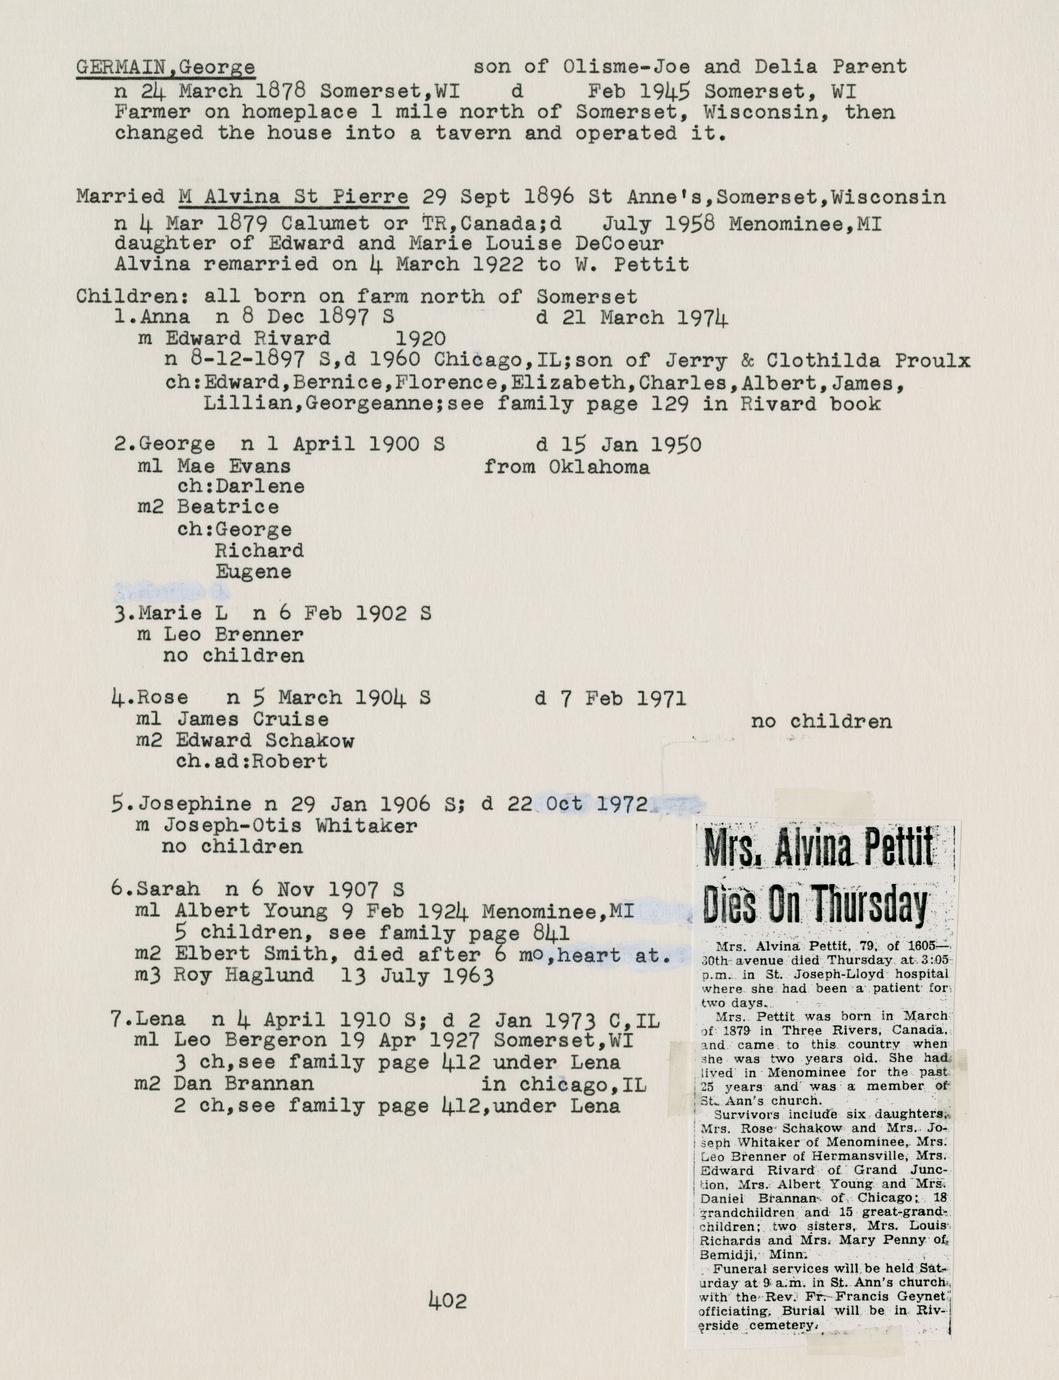 GERMAIN,George son of Olisme-Joe and Delia Parent
n 24 March 1878 Somerset,WI d Feb 1945 Somerset, WI
Farmer on homeplace 1 mile north of Somerset, Wisconsin, then
changed the house into a tavern and operated it.
Married M Alvina St Pierre 29 Sept 1896 St Anne's,Somerset,Wisconsin
n 4 Mar 1879 Calumet or TR,Canada;d July 1958 Menominee,MI
daughter of Edward and Marie Louise DeCoeur
Alvina remarried on 4 March 1922 to W. Pettit
Children: all born on farm north of Somerset
1.Anna n 8 Dec 1897 S d 21 March 1974
m Edward Rivard 1920
n 8-12-1897 S,d 1960 Chicago,IL;son of Jerry & Clothilda Proulx
ch:Edward,Bernice,Florence,Elizabeth,Charles,Albert,James,
Lillian,Georgeanne;see family page 129 in Rivard book
2.George n 1 April 1900 S d 15 Jan 1950
m1 Mae Evans from Oklahoma
ch:Darlene
m2 Beatrice
ch:George
Richard
Eugene
3.Marie L n 6 Feb 1902 S
m Leo Brenner
no children
4.Rose n 5 March 1904 S d 7 Feb 1971
m1 James Cruise no children
m2 Edward Schakow
ch.ad:Robert
5.Josephine n 29 Jan 1906 S; d 22 Oct 1972
m Joseph-Otis Whitaker
no children
6.Sarah n 6 Nov 1907 S
m1 Albert Young 9 Feb 1924 Menominee,MI
5 children, see family page 841
m2 Elbert Smith, died after 6 mo,heart at.
m3 Roy Haglund 13 July 1963
7.Lena n 4 April 1910 S; d 2 Jan 1973 C,IL
m1 Leo Bergeron 19 Apr 1927 Somerset,WI
3 ch,see family page 412 under Lena
m2 Dan Brannan in chicago,IL
2 ch,see family page 412,under Lena
Mrs. Alvina Pettit
Dies On Thursday
Mrs. Alvina Pettit, 79, of 1605—
30th avenue died Thursday at 3:05
p.m. in St. Joseph-Lloyd hospital
where she had been a patient for
two days.
Mrs. Pettit was born in March
of 1879 in Three Rivers, Canada,
and came to this country when
she was two years old. She had
lived in Menominee for the past
25 years and was a member of
St. Ann's church.
Survivors include six daughters,
Mrs. Rose Schakow and Mrs. Jo-
seph Whitaker of Menominee, Mrs.
Leo Brenner of Hermansville, Mrs.
Edward Rivard of Grand Junc-
tion, Mrs. Albert Young and Mrs.
Daniel Brannan of Chicago; 18
grandchildren and 15 great-grand-
children; two sisters, Mrs. Louis
Richards and Mrs. Mary Penny of
Bemidji, Minn.
Funeral services will be held Sat-
urday at 9 a.m. in St. Ann's church
with the Rev. Fr. Francis Geynet
officiating. Burial will be in Riv-
erside cemetery.
402